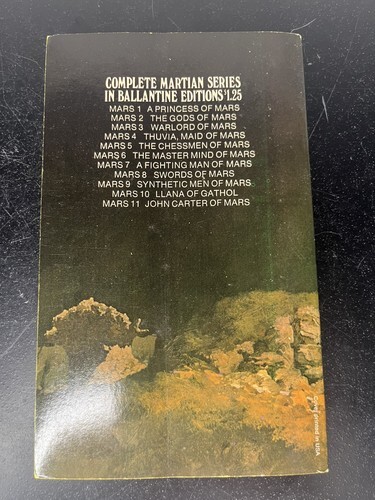 COMPLETE MARTIAN SERIES
IN BALLANTINE EDITIONS $1.25
MARS 1 A PRINCESS OF MARS
MARS 2 THE GODS OF MARS
MARS 3 WARLORD OF MARS
MARS 4 THUVIA, MAID OF MARS
MARS 5 THE CHESSMEN OF MARS
MARS 6 THE MASTER MIND OF MARS
MARS 7 A FIGHTING MAN OF MARS
MARS 8 SWORDS OF MARS
MARS 9 SYNTHETIC MEN OF MARS
MARS 10 LLANA OF GATHOL
MARS 11 JOHN CARTER OF MARS
printed in USA